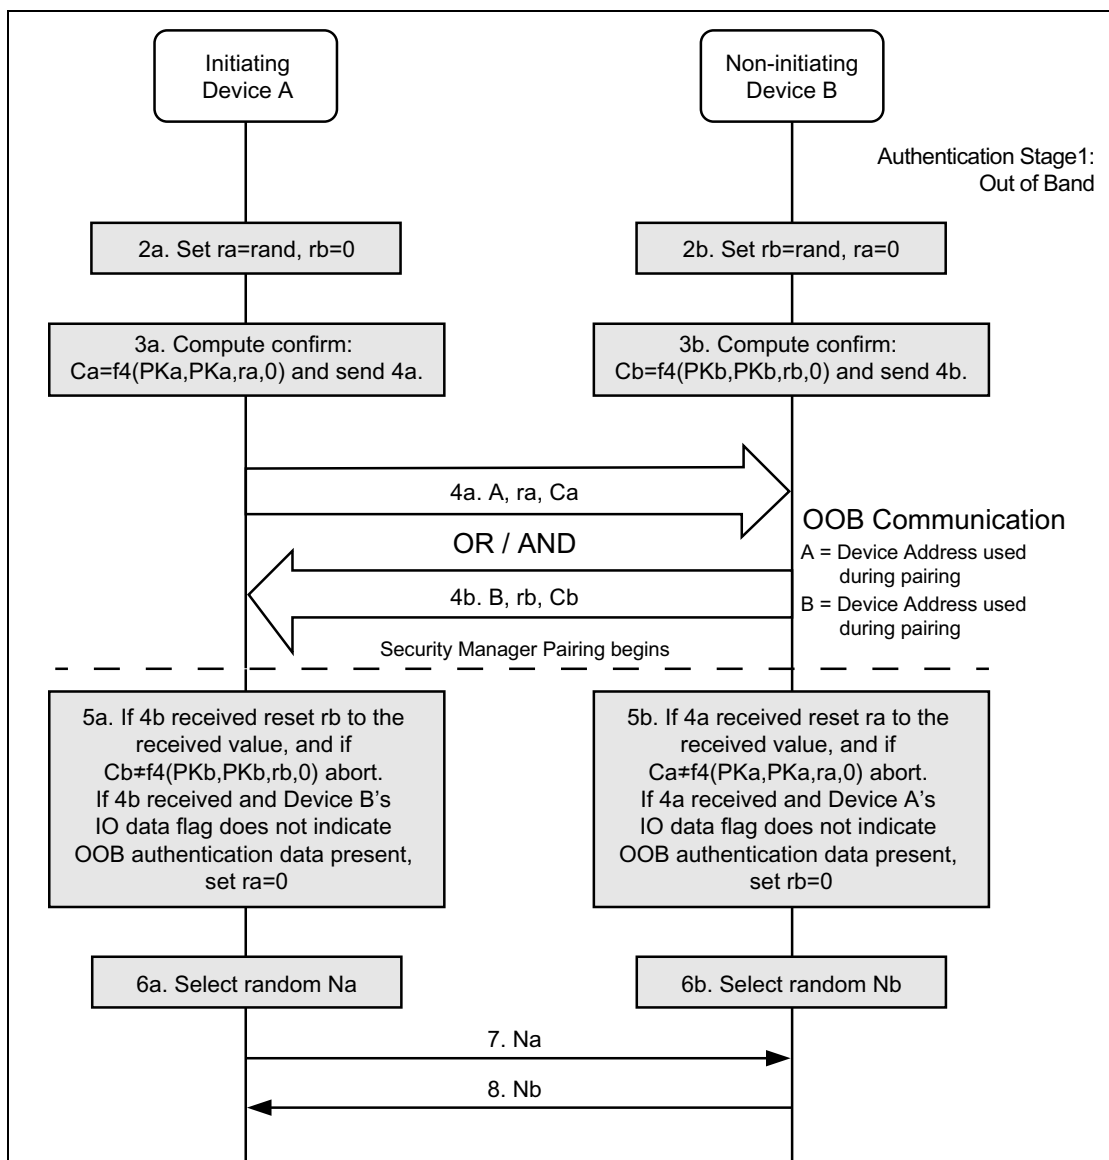 Initiating
Device A
Non-initiating
Device B
Authentication Stage1:
Out of Band
2a. Set ra=rand, rb=0
2b. Set rb=rand, ra=0
3a. Compute confirm:
Ca=f4(PKa,PKa,ra,0) and send 4a.
3b. Compute confirm:
Cb=f4(PKb,PKb,rb,0) and send 4b.
4a. A, ra, Ca
OR / AND
4b. B, rb, Cb
OOB Communication
A = Device Address used
during pairing
B = Device Address used
during pairing
Security Manager Pairing begins
5a. If 4b received reset rb to the
received value, and if
Cb≠f4(PKb,PKb,rb,0) abort.
If 4b received and Device B’s
IO data flag does not indicate
OOB authentication data present,
set ra=0
5b. If 4a received reset ra to the
received value, and if
Ca≠f4(PKa,PKa,ra,0) abort.
If 4a received and Device A’s
IO data flag does not indicate
OOB authentication data present,
set rb=0
6a. Select random Na
6b. Select random Nb
7. Na
8. Nb